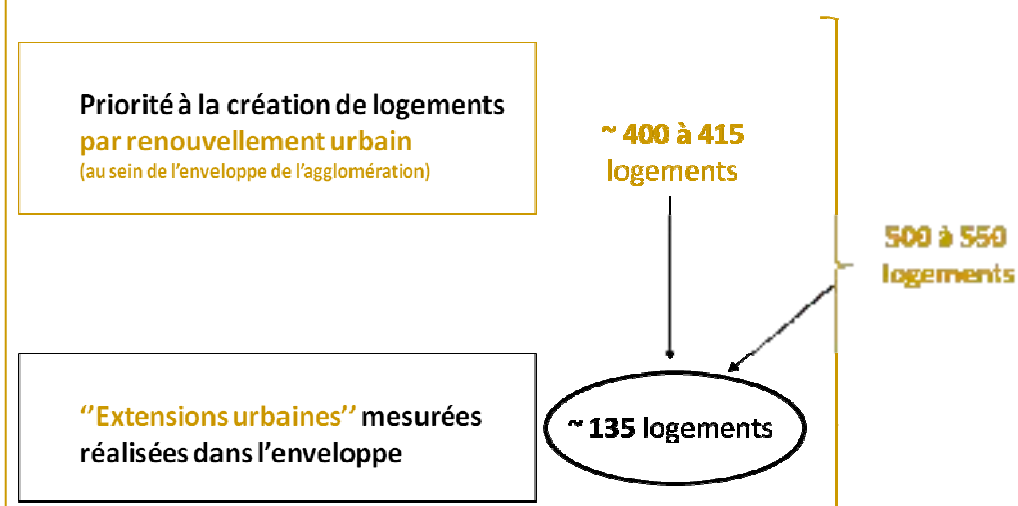 Priorité à la création de logements
par renouvellement urbain
(au sein de l'enveloppe de l'agglomération)
~ 400 à 415
logements
500 à 550
logements
‘’Extensions urbaines’’ mesurées
réalisées dans l'enveloppe
~ 135 logements